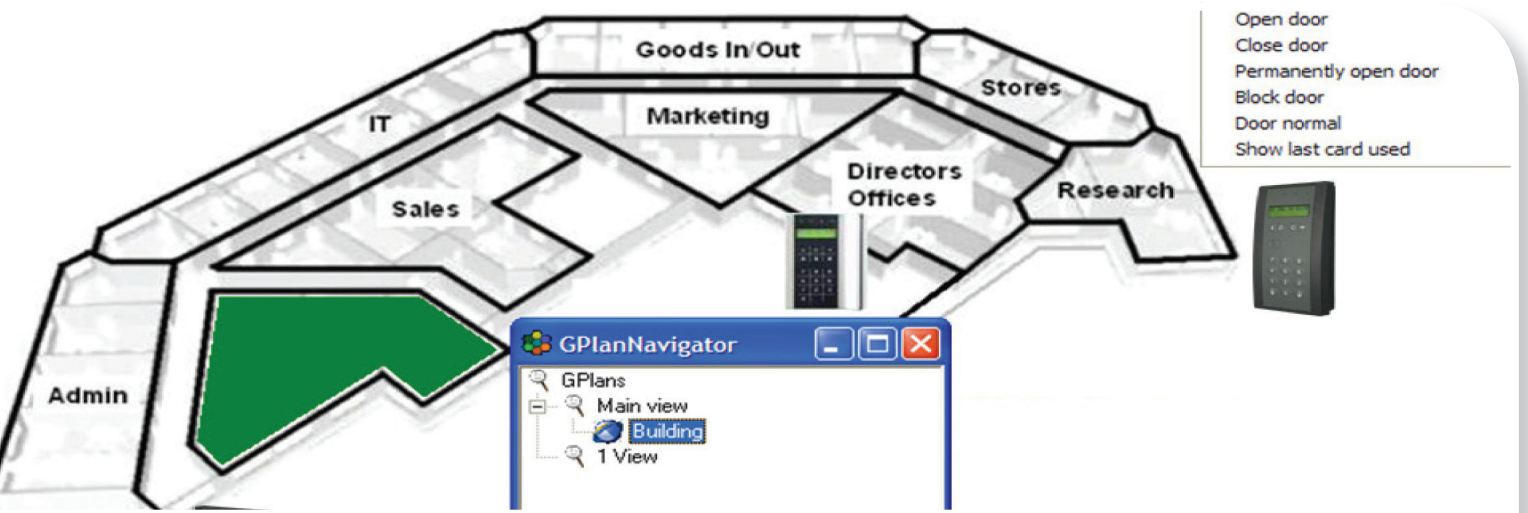 Open door
Close door
Permanently open door
Block door
Door normal
Show last card used
Goods In/Out
Stores
IT
Marketing
Directors
Offices
Research
Sales
Admin
GPlanNavigator
GPlans
Main view
Building
1 View